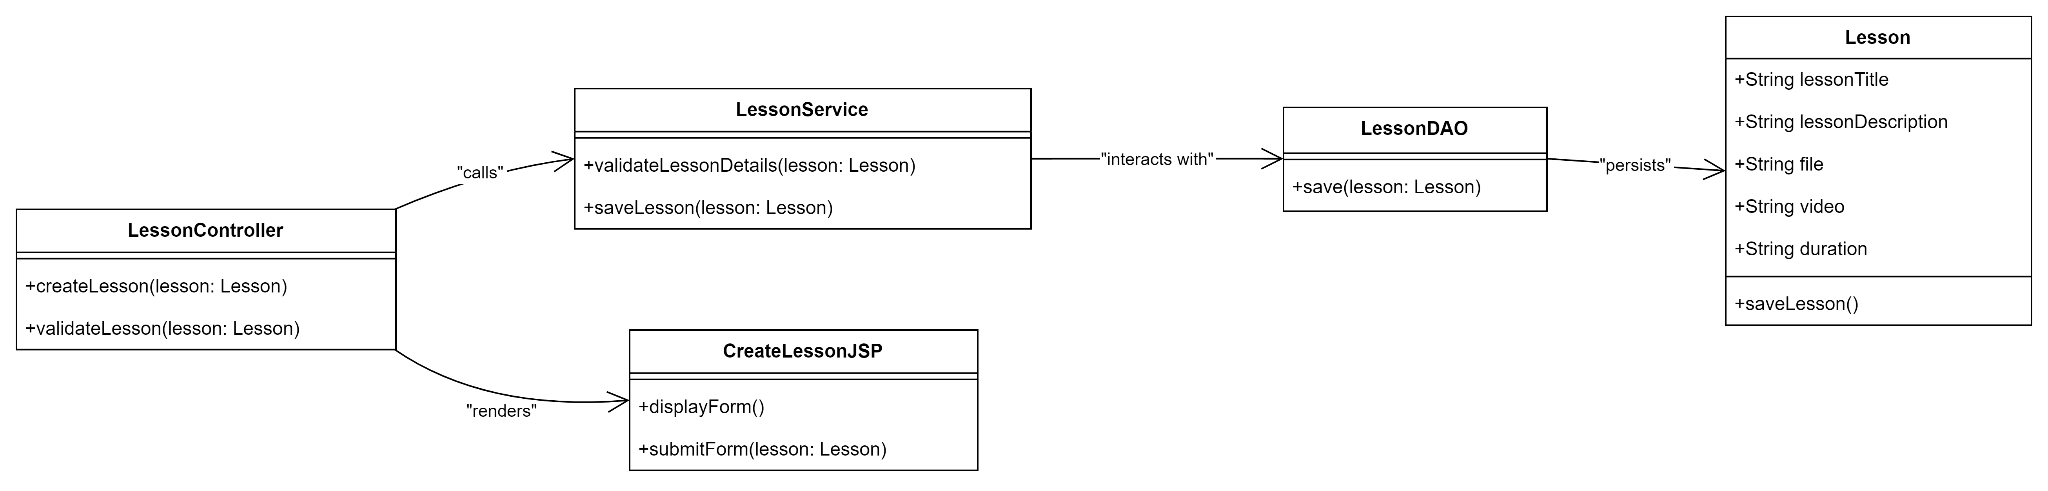 LessonController
+createLesson(lesson: Lesson)
+validateLesson(lesson: Lesson)
"calls"
"renders"
LessonService
+validateLessonDetails(lesson: Lesson)
+saveLesson(lesson: Lesson)
CreateLessonJSP
+displayForm()
+submitForm(lesson: Lesson)
"interacts with"
LessonDAO
+save(lesson: Lesson)
"persists"
Lesson
+String lessonTitle
+String lessonDescription
+String file
+String video
+String duration
+saveLesson()